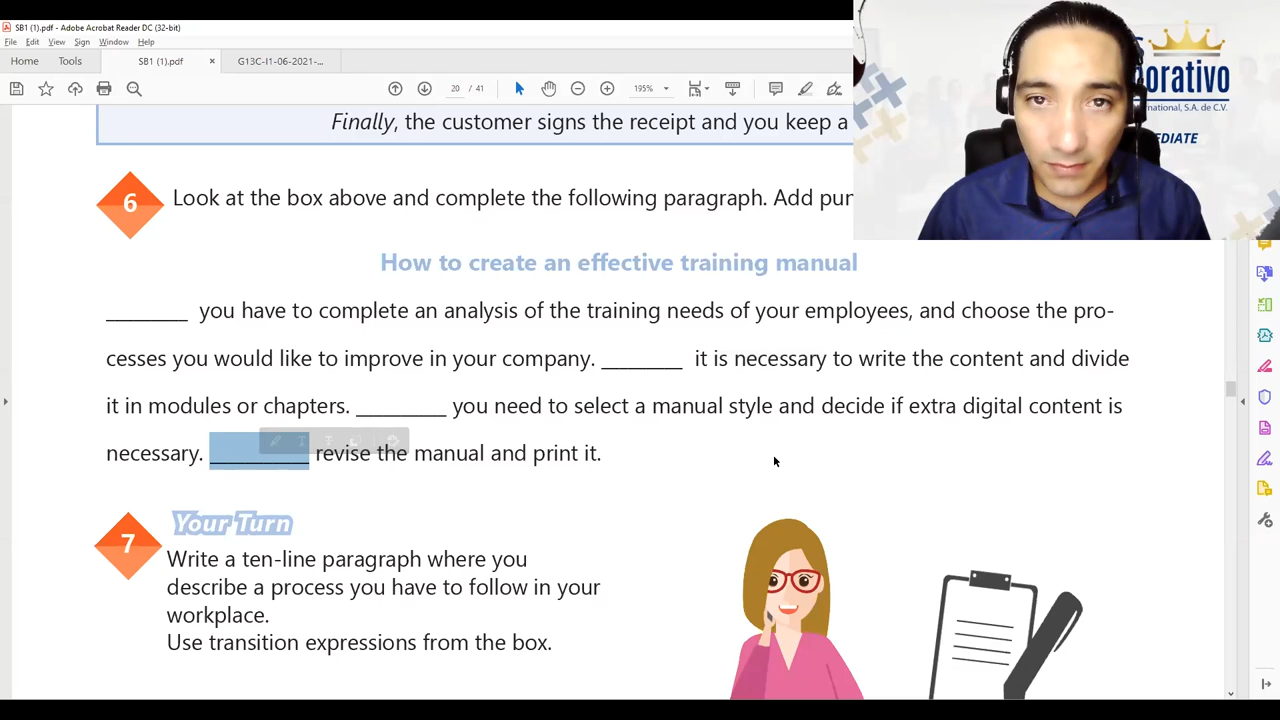 SB1 (1).pdf - Adobe Acrobat Reader DC (32-bit)
File Edit View Sign Window Help
Home Tools SB1 (1).pdf × G13C-I1-06-2021-...
20 / 41 195%
Finally, the customer signs the receipt and you keep a
6 Look at the box above and complete the following paragraph. Add pun
How to create an effective training manual
________ you have to complete an analysis of the training needs of your employees, and choose the pro-
cesses you would like to improve in your company. ________ it is necessary to write the content and divide
it in modules or chapters. _________ you need to select a manual style and decide if extra digital content is
necessary. __________ revise the manual and print it.
7 Your Turn
Write a ten-line paragraph where you
describe a process you have to follow in your
workplace.
Use transition expressions from the box.
S
orativo
national, S.A. de C.V.
EDIATE